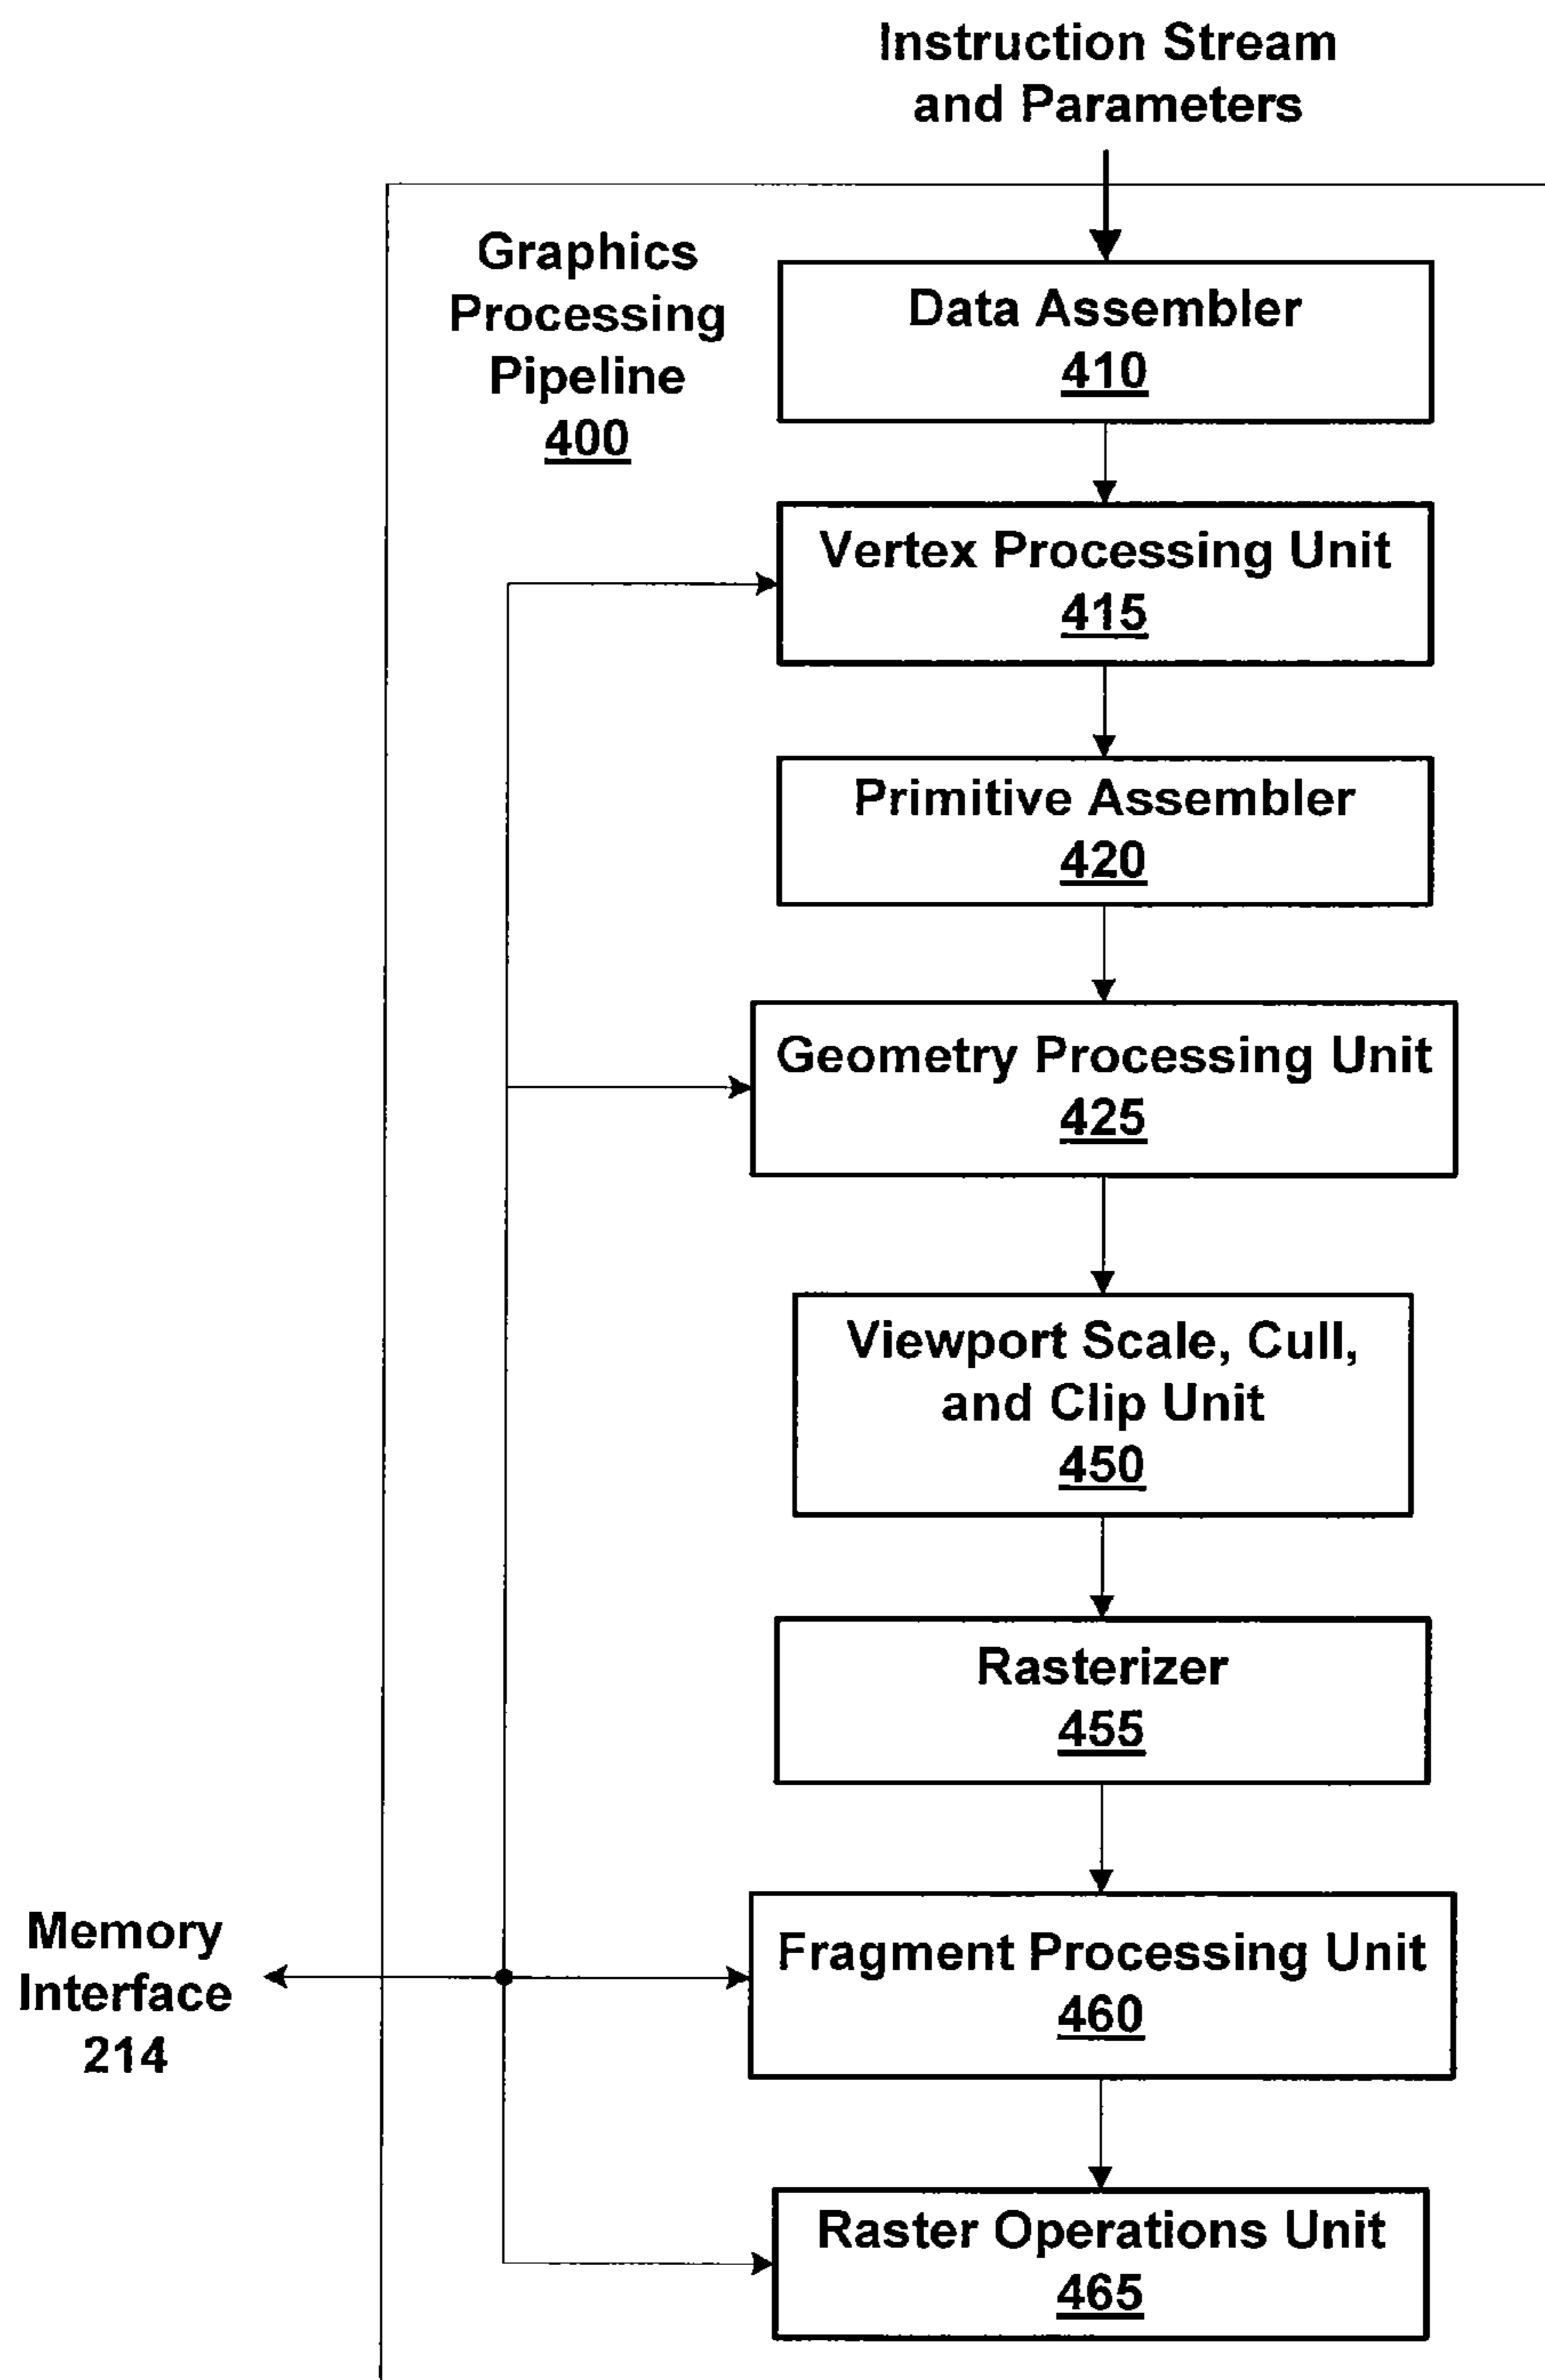 Instruction Stream
and Parameters
Graphics
Processing
Pipeline
400
Data Assembler
410
Vertex Processing Unit
415
Primitive Assembler
420
Geometry Processing Unit
425
Viewport Scale, Cull,
and Clip Unit
450
Rasterizer
455
Memory
Interface
214
Fragment Processing Unit
460
Raster Operations Unit
465